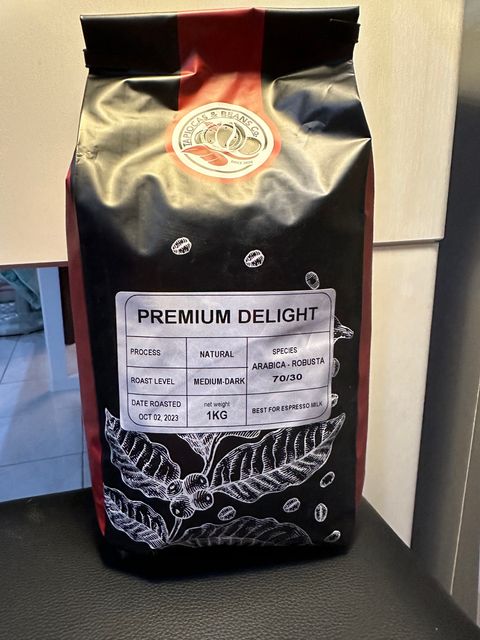 TAPIOCAS & BEANS Co.
SINCE 2020
PREMIUM DELIGHT
PROCESS
NATURAL
SPECIES
ARABICA - ROBUSTA
70/30
ROAST LEVEL
MEDIUM-DARK
DATE ROASTED
OCT 02, 2023
net weight
1KG
BEST FOR ESPRESSO MILK